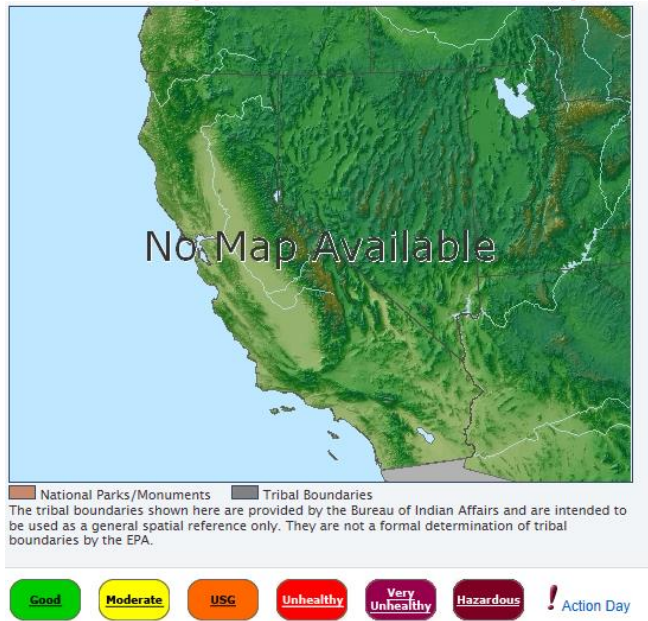 No Map Available
National Parks/Monuments Tribal Boundaries
The tribal boundaries shown here are provided by the Bureau of Indian Affairs and are intended to
be used as a general spatial reference only. They are not a formal determination of tribal
boundaries by the EPA.
Good Moderate USG Unhealthy Very Unhealthy Hazardous Action Day